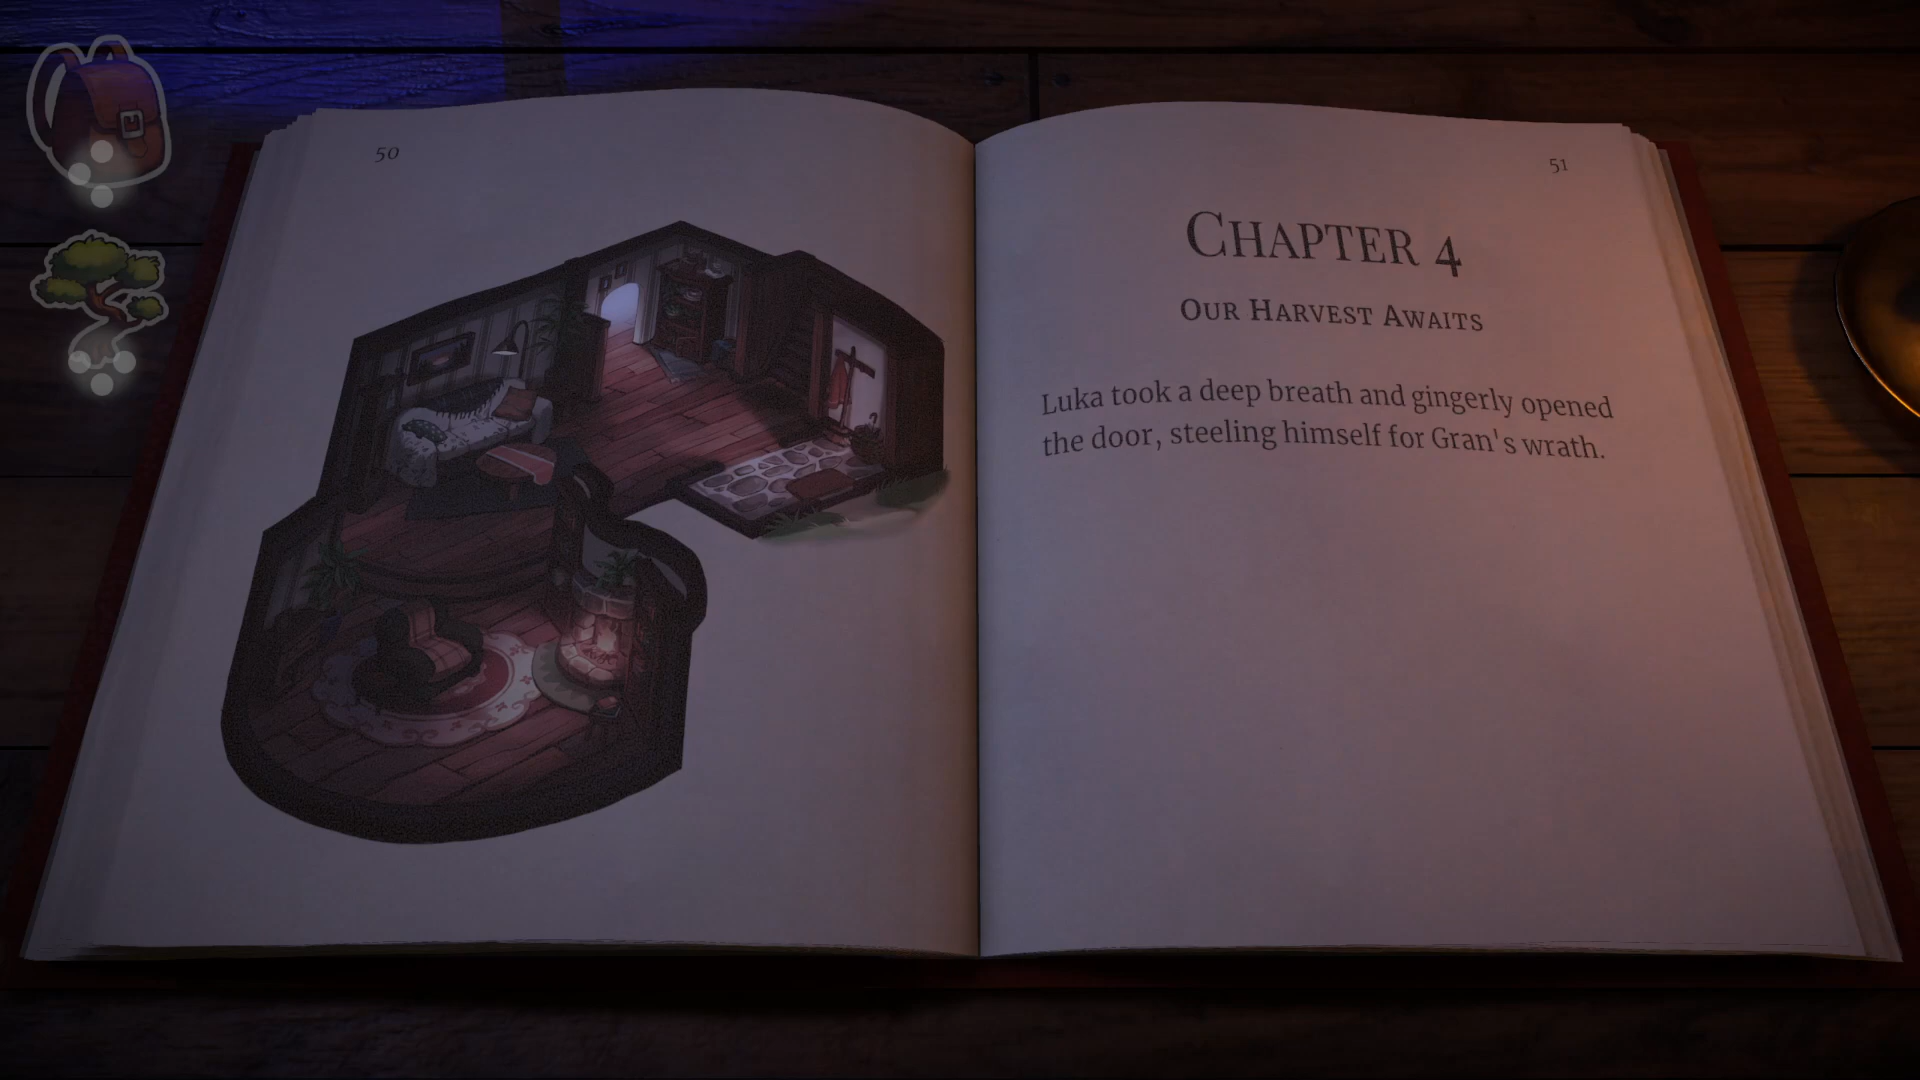 50
51
Chapter 4
Our Harvest Awaits
Luka took a deep breath and gingerly opened
the door, steeling himself for Gran's wrath.